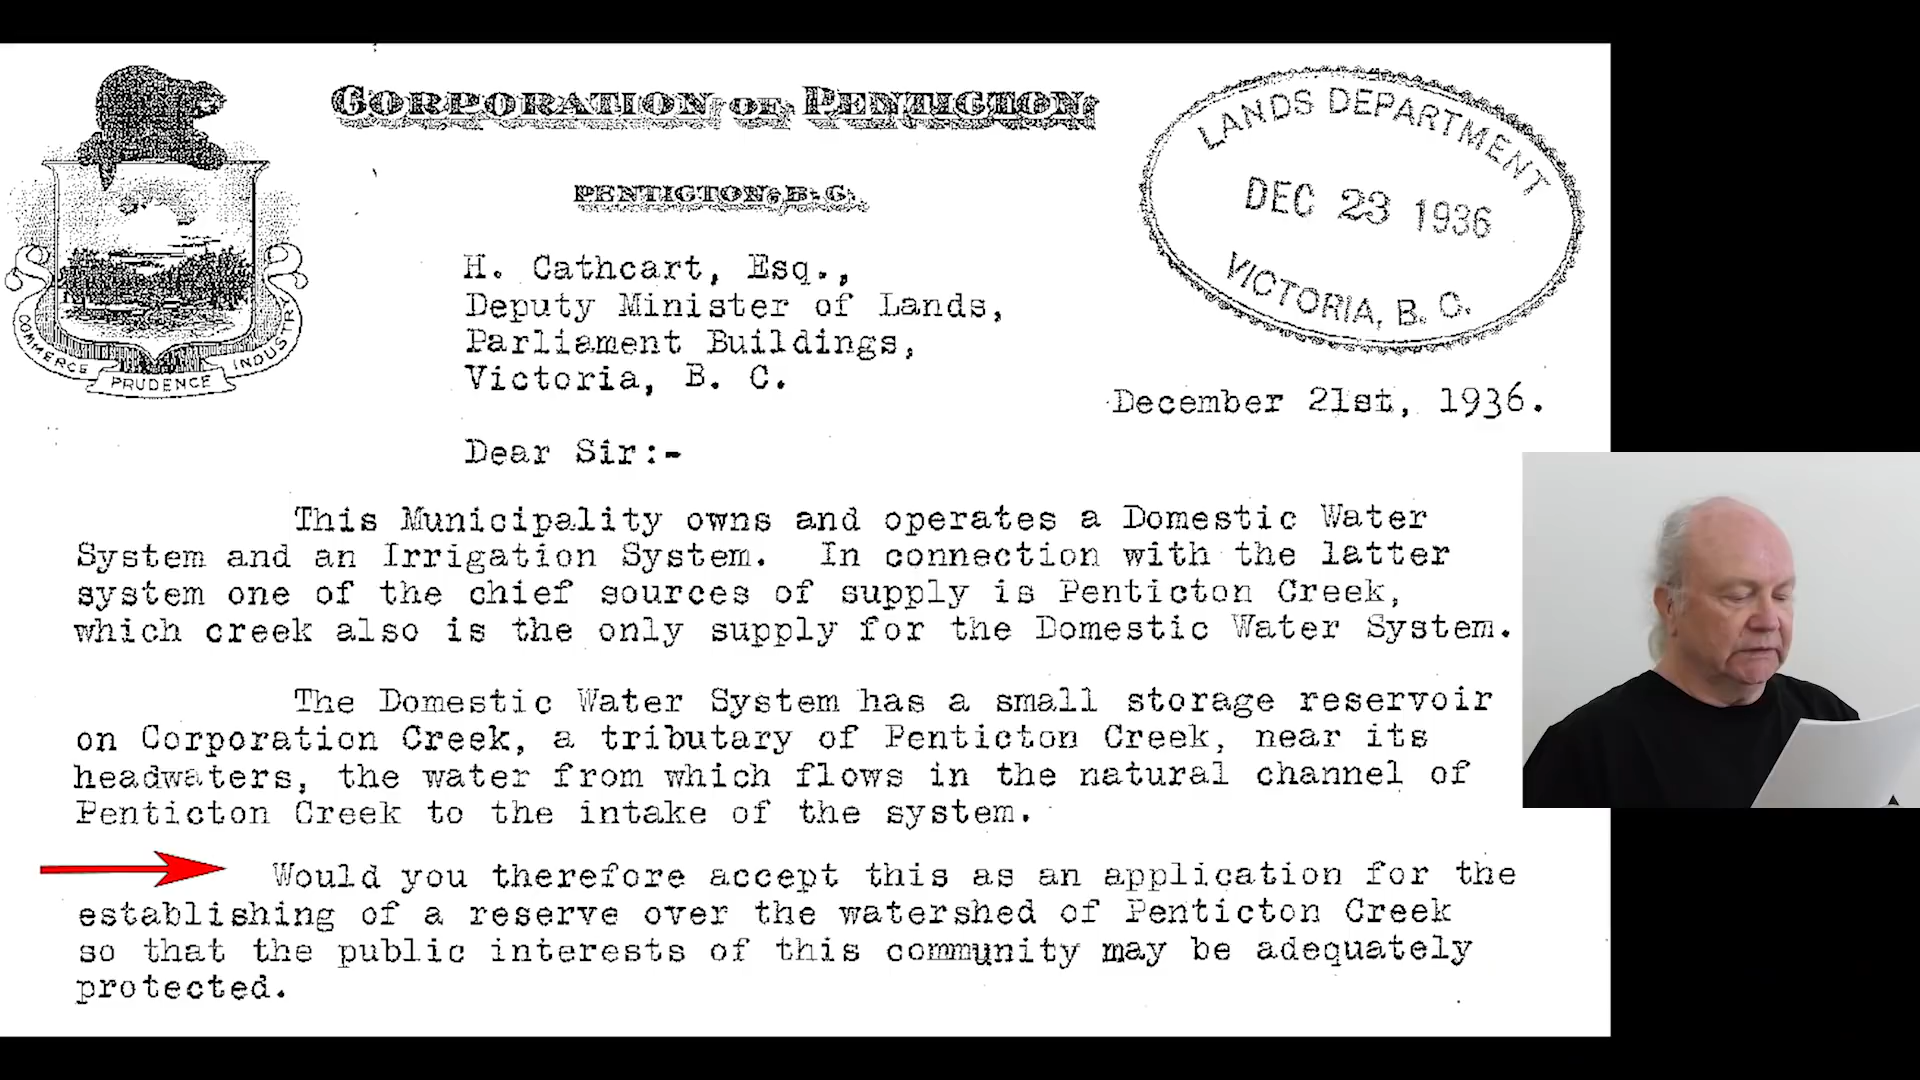 CORPORATION OF PENTICTON
PENTICTON, B. C.
COMMERCE PRUDENCE INDUSTRY
LANDS DEPARTMENT
DEC 23 1936
VICTORIA, B. C.
H. Cathcart, Esq.,
Deputy Minister of Lands,
Parliament Buildings,
Victoria, B. C.
December 21st, 1936.
Dear Sir:-
This Municipality owns and operates a Domestic Water
System and an Irrigation System. In connection with the latter
system one of the chief sources of supply is Penticton Creek,
which creek also is the only supply for the Domestic Water System.
The Domestic Water System has a small storage reservoir
on Corporation Creek, a tributary of Penticton Creek, near its
headwaters, the water from which flows in the natural channel of
Penticton Creek to the intake of the system.
Would you therefore accept this as an application for the
establishing of a reserve over the watershed of Penticton Creek
so that the public interests of this community may be adequately
protected.